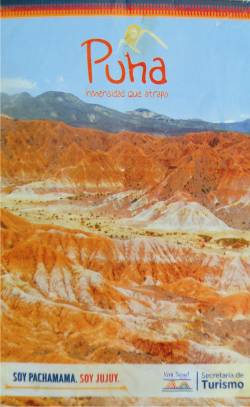 Puna
Inmensidad que atrapa
SOY PACHAMAMA. SOY JUJUY.
Secretaría de
Turismo